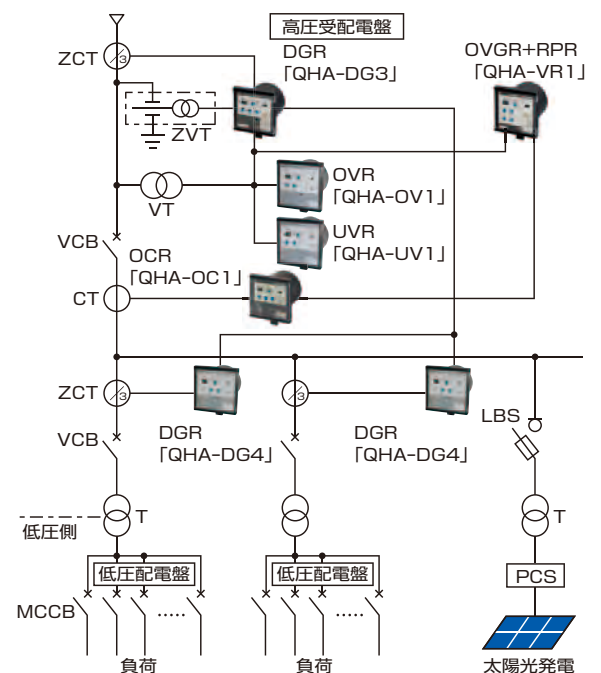 高圧受配電盤
ZCT
3
DGR
「QHA-DG3」
OVGR+RPR
「QHA-VR1」
ZVT
OVR
「QHA-OV1」
VT
UVR
「QHA-UV1」
VCB
OCR
「QHA-OC1」
CT
ZCT
3
3
VCB
DGR
「QHA-DG4」
DGR
「QHA-DG4」
LBS
T
T
低圧側
低圧配電盤
低圧配電盤
PCS
MCCB
.....
.....
負荷
負荷
太陽光発電